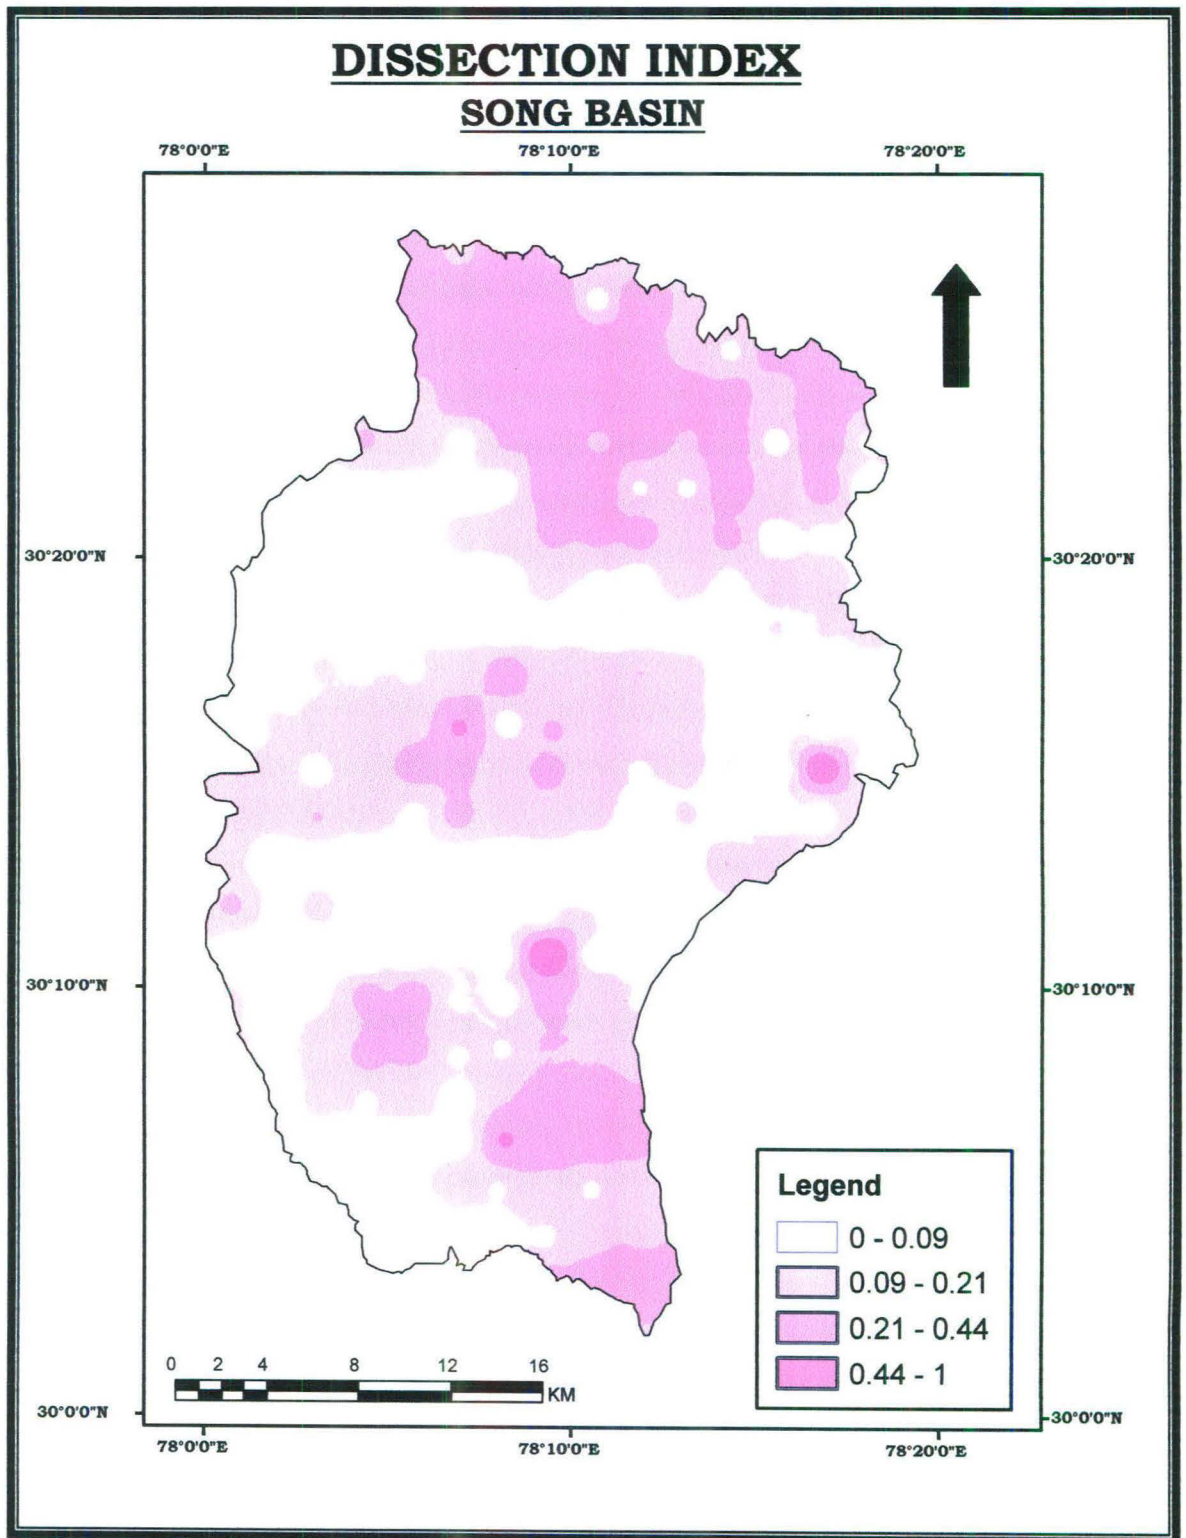 DISSECTION INDEX
SONG BASIN
78°0'0"E 78°10'0"E 78°20'0"E
30°20'0"N 30°20'0"N
30°10'0"N 30°10'0"N
Legend
0 - 0.09
0.09 - 0.21
0.21 - 0.44
0.44 - 1
0 2 4 8 12 16
KM
30°0'0"N 30°0'0"N
78°0'0"E 78°10'0"E 78°20'0"E